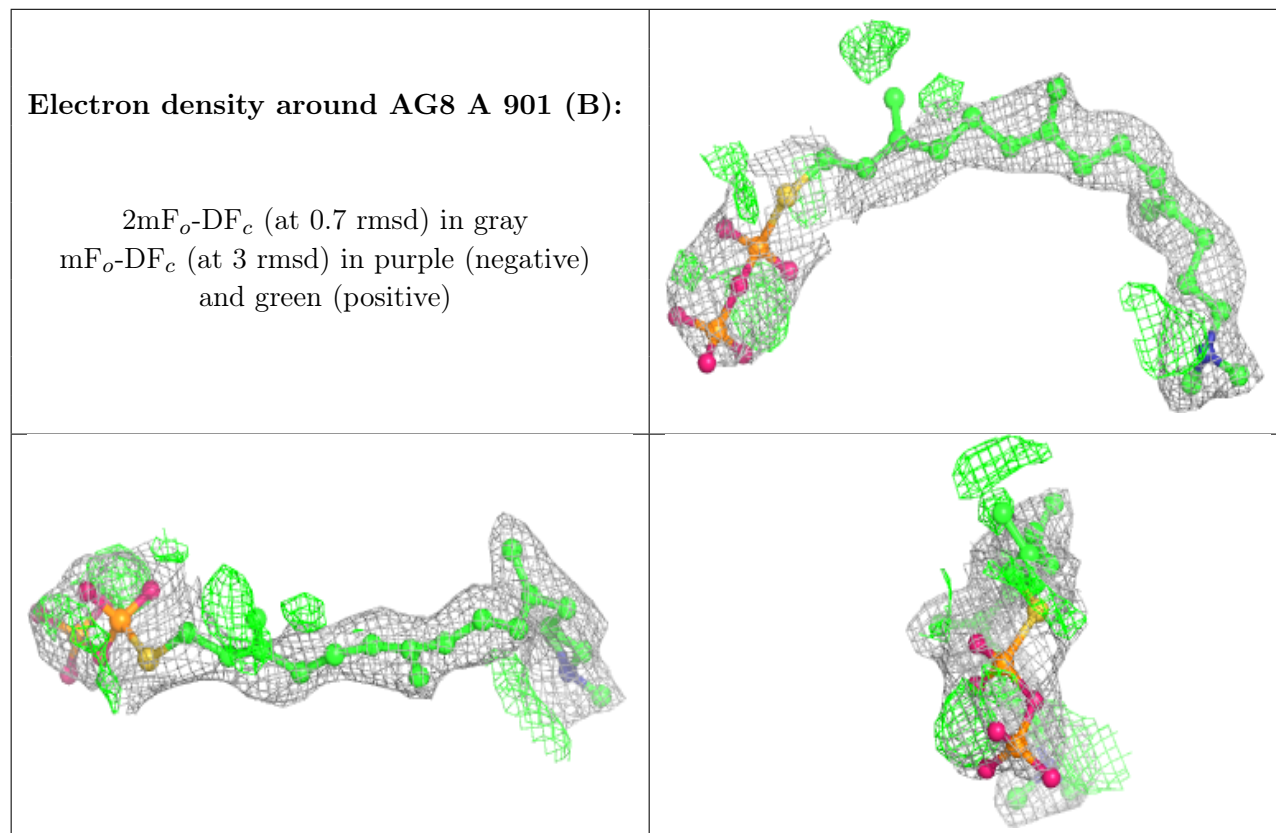 Electron density around AG8 A 901 (B):
2mFₒ-DF𝑐 (at 0.7 rmsd) in gray
mFₒ-DF𝑐 (at 3 rmsd) in purple (negative)
and green (positive)